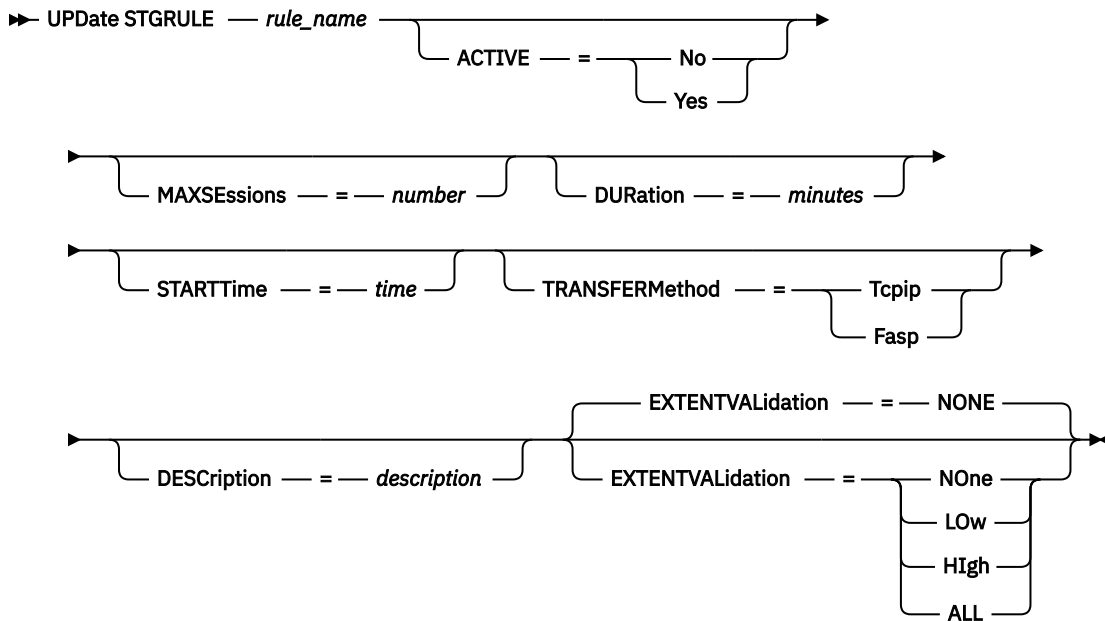 UPDate STGRULE rule_name
ACTIVE = No
Yes
MAXSEssions = number DURation = minutes
STARTTime = time TRANSFERMethod = Tcpip
Fasp
EXTENTVALidation = NONE
DESCription = description EXTENTVALidation = NOne
LOw
HIgh
ALL